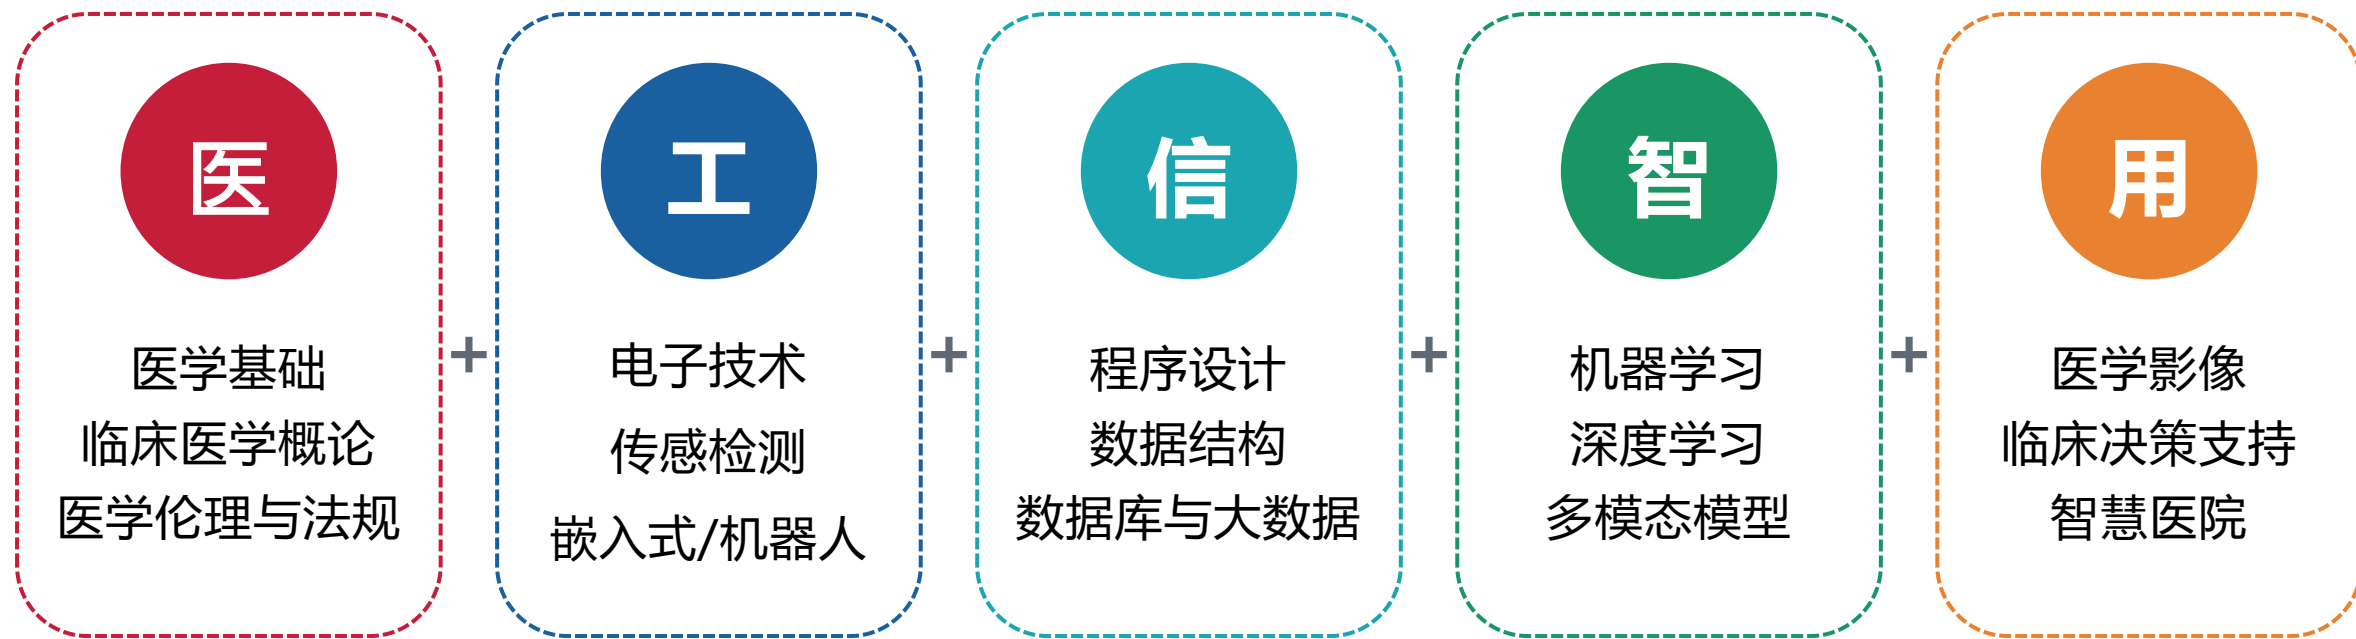 医
医学基础
临床医学概论
医学伦理与法规
+
工
电子技术
传感检测
嵌入式/机器人
+
信
程序设计
数据结构
数据库与大数据
+
智
机器学习
深度学习
多模态模型
+
用
医学影像
临床决策支持
智慧医院